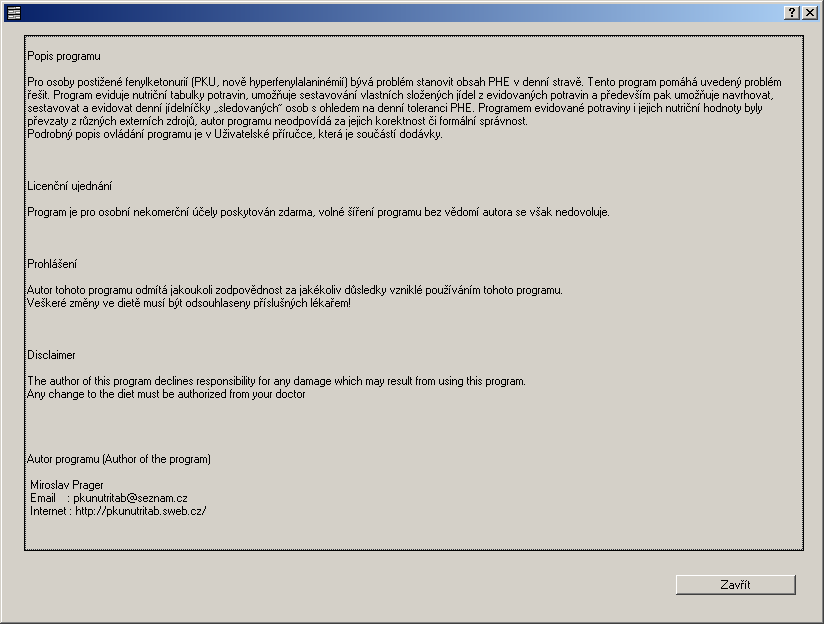 Popis programu
Pro osoby postižené fenylketonurií (PKU, nově hyperfenylalaninémií) bývá problém stanovit obsah PHE v denní stravě. Tento program pomáhá uvedený problém
řešit. Program eviduje nutriční tabulky potravin, umožňuje sestavování vlastních složených jídel z evidovaných potravin a především pak umožňuje navrhovat,
sestavovat a evidovat denní jídelníčky „sledovaných“ osob s ohledem na denní toleranci PHE. Programem evidované potraviny i jejich nutriční hodnoty byly
převzaty z různých externích zdrojů, autor programu neodpovídá za jejich korektnost či formální správnost.
Podrobný popis ovládání programu je v Uživatelské příručce, která je součástí dodávky.
Licenční ujednání
Program je pro osobní nekomerční účely poskytován zdarma, volné šíření programu bez vědomí autora se však nedovoluje.
Prohlášení
Autor tohoto programu odmítá jakoukoli zodpovědnost za jakékoliv důsledky vzniklé používáním tohoto programu.
Veškeré změny ve dietě musí být odsouhlaseny příslušných lékařem!
Disclaimer
The author of this program declines responsibility for any damage which may result from using this program.
Any change to the diet must be authorized from your doctor
Autor programu (Author of the program)
Miroslav Prager
Email : pkunutritab@seznam.cz
Internet : http://pkunutritab.sweb.cz/
Zavřít